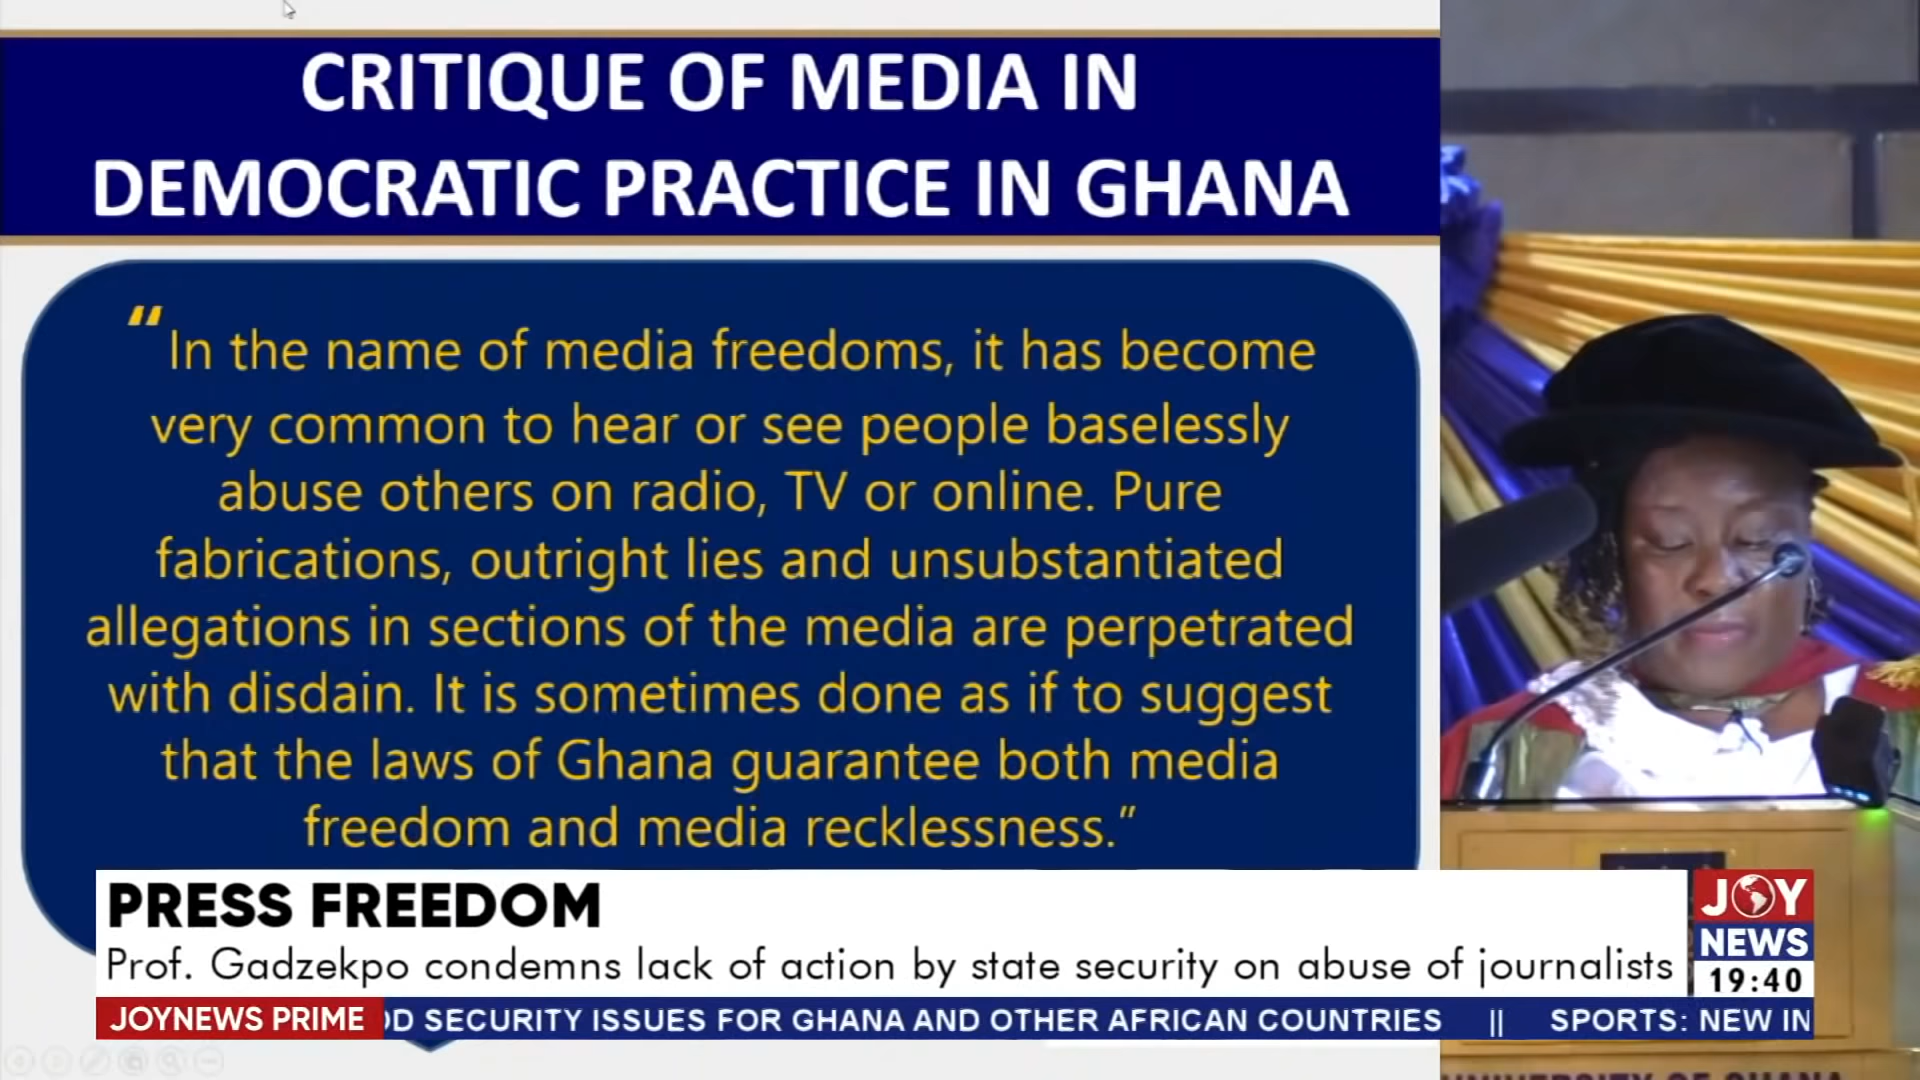 CRITIQUE OF MEDIA IN
DEMOCRATIC PRACTICE IN GHANA
“In the name of media freedoms, it has become
very common to hear or see people baselessly
abuse others on radio, TV or online. Pure
fabrications, outright lies and unsubstantiated
allegations in sections of the media are perpetrated
with disdain. It is sometimes done as if to suggest
that the laws of Ghana guarantee both media
freedom and media recklessness.”
PRESS FREEDOM
Prof. Gadzekpo condemns lack of action by state security on abuse of journalists
JOY
NEWS
19:40
JOYNEWS PRIME
OD SECURITY ISSUES FOR GHANA AND OTHER AFRICAN COUNTRIES || SPORTS: NEW IN
UNIVERSITY OF GHANA